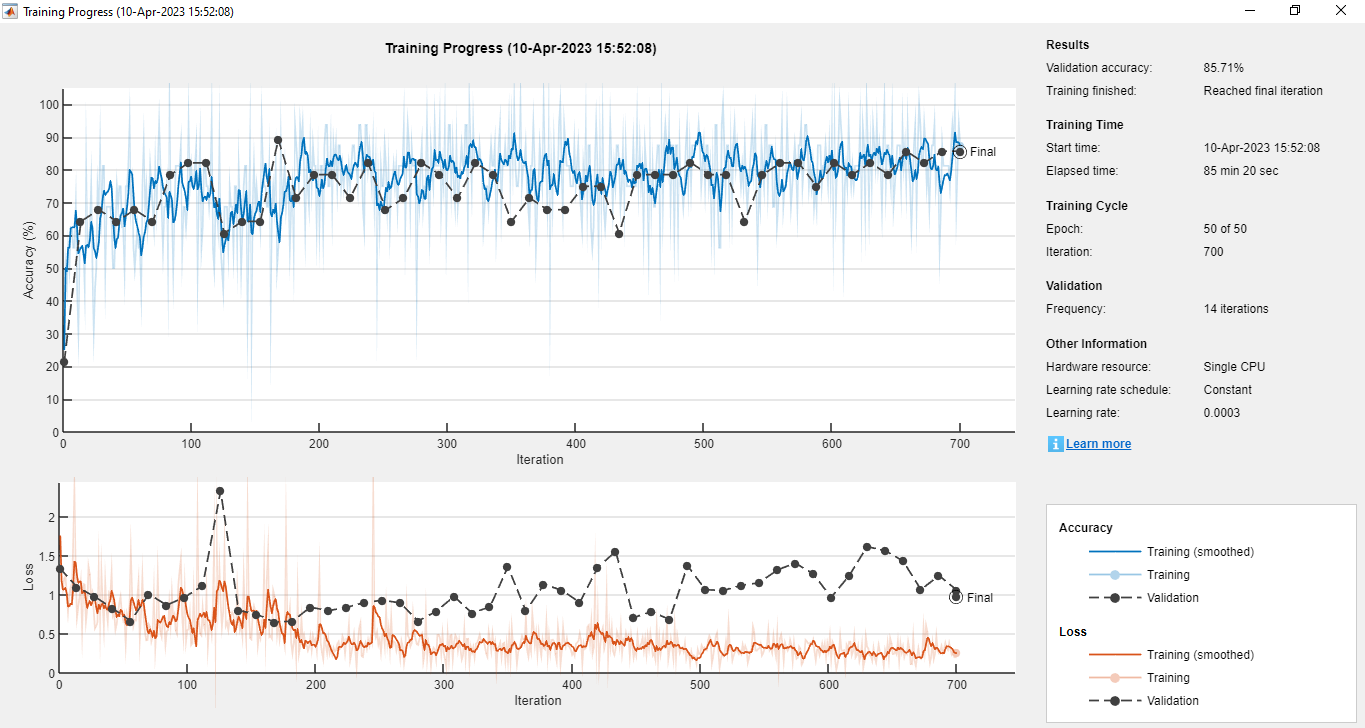 Training Progress (10-Apr-2023 15:52:08)
Training Progress (10-Apr-2023 15:52:08)
Accuracy (%)
100
90
80
70
60
50
40
30
20
10
0
0 100 200 300 400 500 600 700
Iteration
Final
Loss
2
1.5
1
0.5
0
0 100 200 300 400 500 600 700
Iteration
Final
Results
Validation accuracy: 85.71%
Training finished: Reached final iteration
Training Time
Start time: 10-Apr-2023 15:52:08
Elapsed time: 85 min 20 sec
Training Cycle
Epoch: 50 of 50
Iteration: 700
Validation
Frequency: 14 iterations
Other Information
Hardware resource: Single CPU
Learning rate schedule: Constant
Learning rate: 0.0003
i Learn more
Accuracy
Training (smoothed)
Training
Validation
Loss
Training (smoothed)
Training
Validation